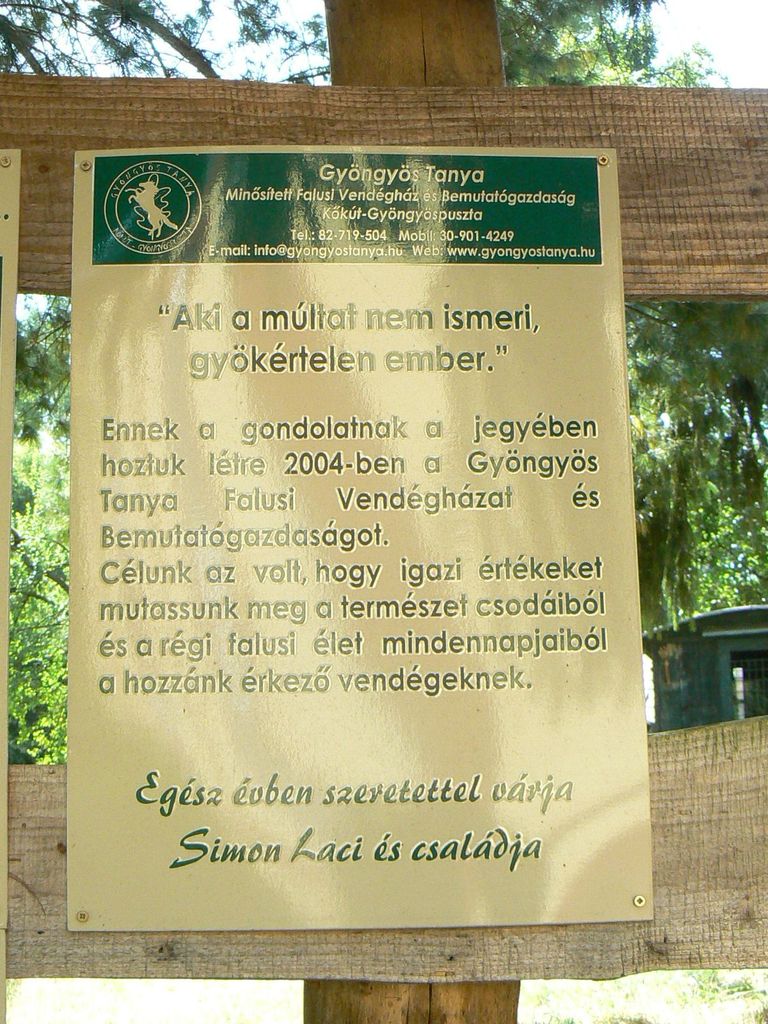 GYÖNGYÖS TANYA
Gyöngyös Tanya
Minősített Falusi Vendégház és Bemutatógazdaság
Kőkút-Gyöngyöspuszta
Tel.: 82-719-504 Mobil: 30-901-4249
E-mail: info@gyongyostanya.hu Web: www.gyongyostanya.hu
"Aki a múltat nem ismeri,
gyökértelen ember."
Ennek a gondolatnak a jegyében
hoztuk létre 2004-ben a Gyöngyös
Tanya Falusi Vendégházat és
Bemutatógazdaságot.
Célunk az volt, hogy igazi értékeket
mutassunk meg a természet csodáiból
és a régi falusi élet mindennapjaiból
a hozzánk érkező vendégeknek.
Egész évben szeretettel várja
Simon Laci és családja